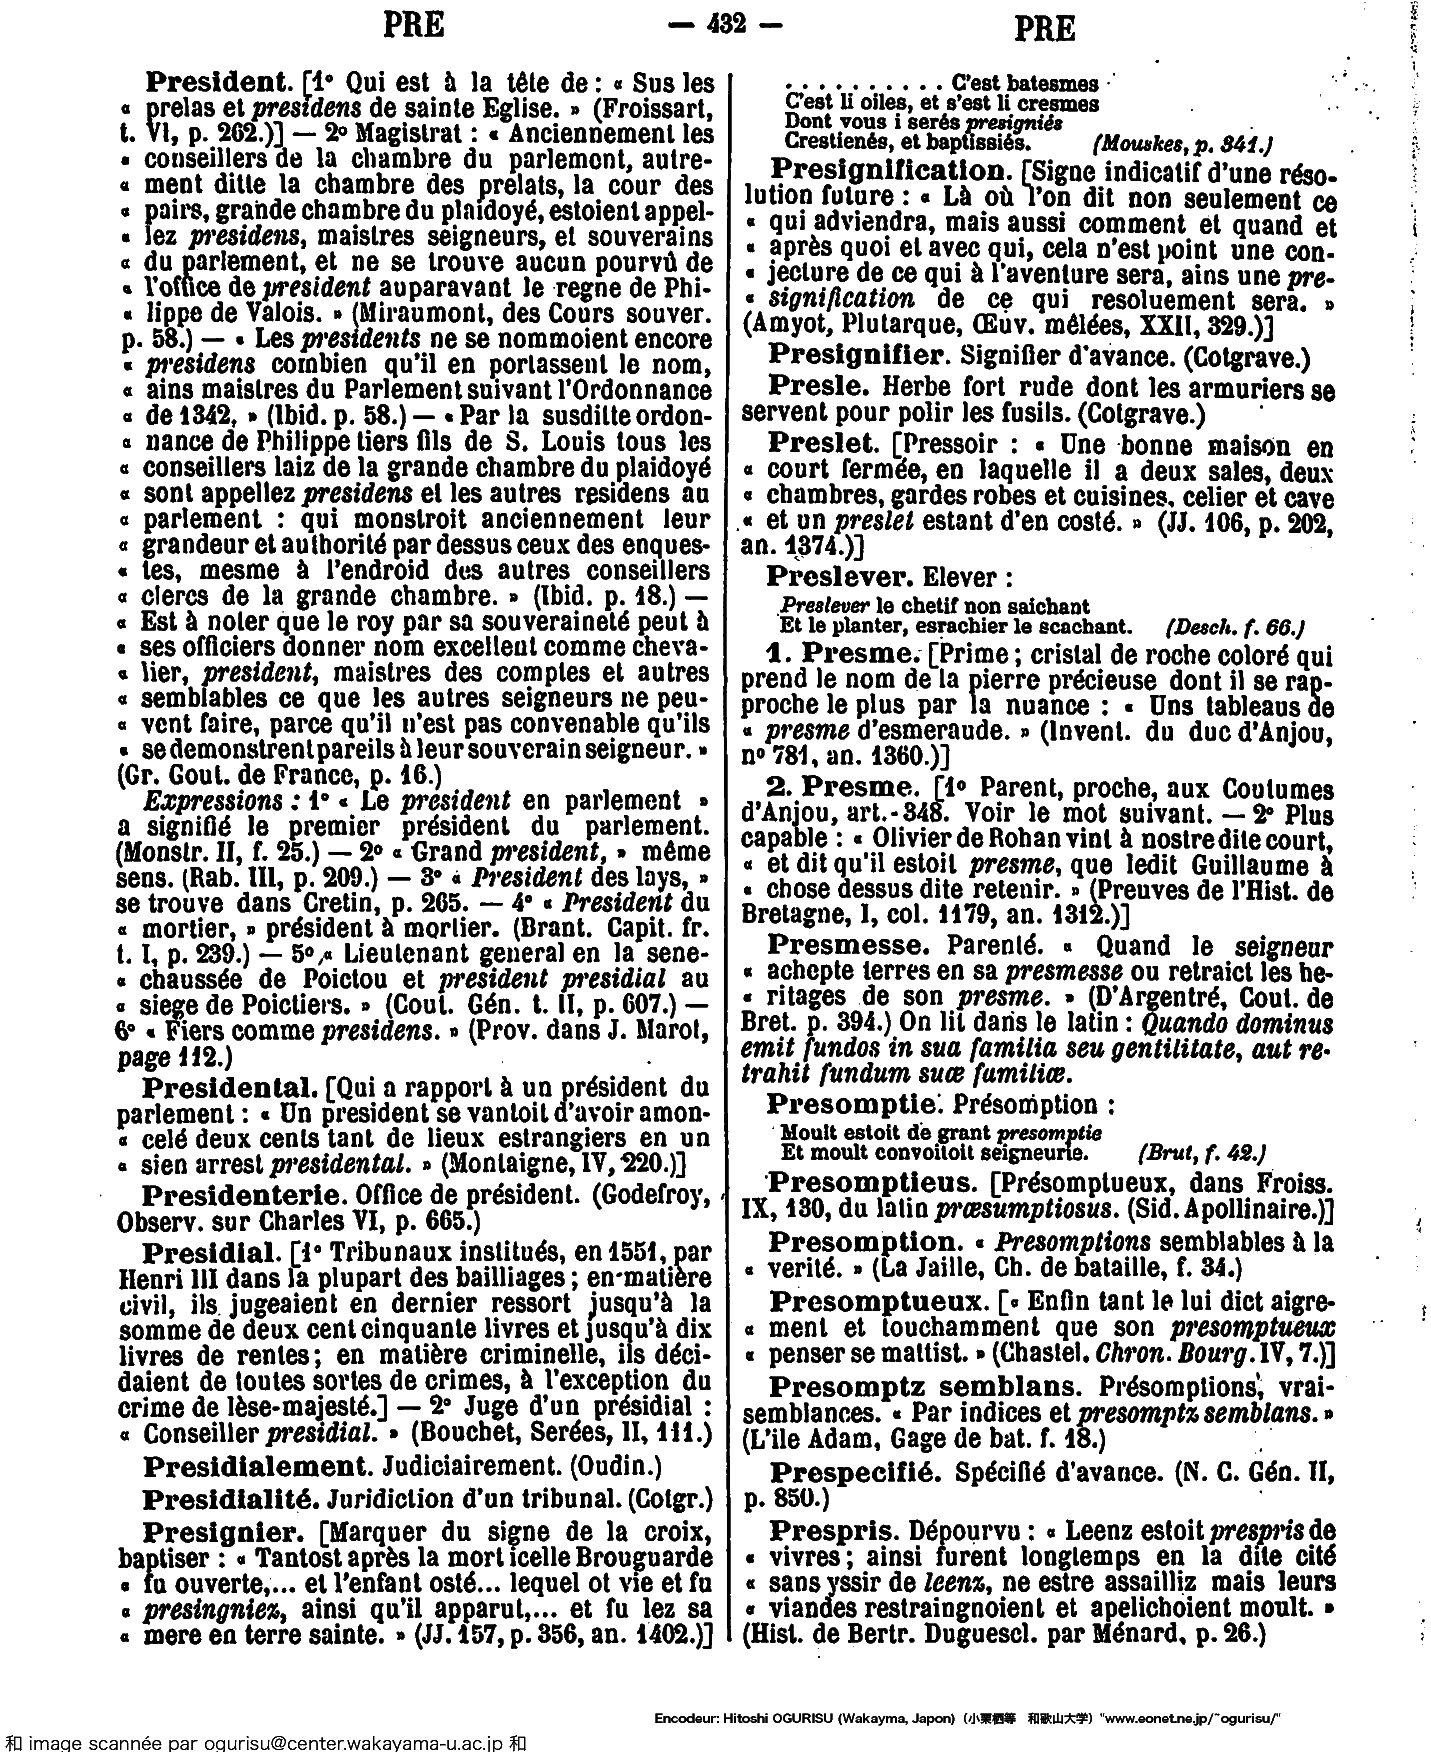 PRE — 432 — PRE
President. [1° Qui est à la tête de : « Sus les
« prelas et presidens de sainte Eglise. » (Froissart,
t. VI, p. 262.)] — 2° Magistrat : « Anciennement les
« conseillers de la chambre du parlement, autre-
« ment ditte la chambre des prelats, la cour des
« pairs, grande chambre du plaidoyé, estoient appel-
« lez presidens, maistres seigneurs, et souverains
« du parlement, et ne se trouve aucun pourvù de
« l'office de president auparavant le regne de Phi-
« lippe de Valois. » (Miraumont, des Cours souver.
p. 58.) — « Les presidents ne se nommoient encore
« presidens combien qu'il en portassent le nom,
« ains maistres du Parlement suivant l'Ordonnance
« de 1342, » (Ibid. p. 58.) — « Par la susditte ordon-
« nance de Philippe tiers fils de S. Louis tous les
« conseillers laiz de la grande chambre du plaidoyé
« sont appellez presidens et les autres residens au
« parlement : qui monstroit anciennement leur
« grandeur et authorité par dessus ceux des enques-
« tes, mesme à l'endroid des autres conseillers
« clercs de la grande chambre. » (Ibid. p. 18.) —
« Est à noter que le roy par sa souveraineté peut à
« ses officiers donner nom excellent comme cheva-
« lier, president, maistres des comptes et autres
« semblables ce que les autres seigneurs ne peu-
« vent faire, parce qu'il n'est pas convenable qu'ils
« se demonstrent pareils à leur souverain seigneur. »
(Gr. Cout. de France, p. 16.)
Expressions : 1° « Le president en parlement »
a signifié le premier président du parlement.
(Monstr. II, f. 25.) — 2° « Grand president, » même
sens. (Rab. III, p. 209.) — 3° « President des lays, »
se trouve dans Cretin, p. 265. — 4° « President du
« mortier, » président à mortier. (Brant. Capit. fr.
t. I, p. 239.) — 5° « Lieutenant general en la sene-
« chaussée de Poictou et president presidial au
« siege de Poictiers. » (Cout. Gén. t. II, p. 607.) —
6° « Fiers comme presidens. » (Prov. dans J. Marot,
page 112.)
Presidental. [Qui a rapport à un président du
parlement : « Un president se vantoit d'avoir amon-
« celé deux cents tant de lieux estrangiers en un
« sien arrest presidental. » (Montaigne, IV, 220.)]
Presidenterie. Office de président. (Godefroy,
Observ. sur Charles VI, p. 665.)
Presidial. [1° Tribunaux institués, en 1551, par
Henri III dans la plupart des bailliages ; en matière
civil, ils jugeaient en dernier ressort jusqu'à la
somme de deux cent cinquante livres et jusqu'à dix
livres de rentes ; en matière criminelle, ils déci-
daient de toutes sortes de crimes, à l'exception du
crime de lèse-majesté.] — 2° Juge d'un présidial :
« Conseiller presidial. » (Bouchet, Serées, II, 111.)
Presidialement. Judiciairement. (Oudin.)
Presidialité. Juridiction d'un tribunal. (Cotgr.)
Presignier. [Marquer du signe de la croix,
baptiser : « Tantost après la mort icelle Brouguarde
« fu ouverte,... et l'enfant osté... lequel ot vie et fu
« presingniez, ainsi qu'il apparut,... et fu lez sa
« mere en terre sainte. » (JJ. 157, p. 356, an. 1402.)]
. . . . . . . . . . C'est batesmes
C'est li oiles, et s'est li cresmes
Dont vous i serés presigniés
Crestienés, et baptissiés. (Mouskes, p. 341.)
Presignification. [Signe indicatif d'une réso-
lution future : « Là où l'on dit non seulement ce
« qui adviendra, mais aussi comment et quand et
« après quoi et avec qui, cela n'est point une con-
« jecture de ce qui à l'aventure sera, ains une pre-
« signification de ce qui resoluement sera. »
(Amyot, Plutarque, Œuv. mêlées, XXII, 329.)]
Presignifier. Signifier d'avance. (Cotgrave.)
Presle. Herbe fort rude dont les armuriers se
servent pour polir les fusils. (Cotgrave.)
Preslet. [Pressoir : « Une bonne maison en
« court fermée, en laquelle il a deux sales, deux
« chambres, gardes robes et cuisines, celier et cave
« et un preslet estant d'en costé. » (JJ. 106, p. 202,
an. 1374.)]
Preslever. Elever :
Preslever le chetif non saichant
Et le planter, esrachier le scachant. (Desch. f. 66.)
1. Presme. [Prime ; cristal de roche coloré qui
prend le nom de la pierre précieuse dont il se rap-
proche le plus par la nuance : « Uns tableaus de
« presme d'esmeraude. » (Invent. du duc d'Anjou,
n° 781, an. 1360.)]
2. Presme. [1° Parent, proche, aux Coutumes
d'Anjou, art. 348. Voir le mot suivant. — 2° Plus
capable : « Olivier de Rohan vint à nostre dite court,
« et dit qu'il estoit presme, que ledit Guillaume à
« chose dessus dite retenir. » (Preuves de l'Hist. de
Bretagne, I, col. 1179, an. 1312.)]
Presmesse. Parenté. « Quand le seigneur
« achepte terres en sa presmesse ou retraict les he-
« ritages de son presme. » (D'Argentré, Cout. de
Bret. p. 394.) On lit dans le latin : Quando dominus
emit fundos in sua familia seu gentilitate, aut re-
trahit fundum suæ familiæ.
Presomptie. Présomption :
Moult estoit de grant presomptie
Et moult convoitoit seigneurie. (Brut, f. 42.)
Presomptieus. [Présomptueux, dans Froiss.
IX, 130, du latin præsumptiosus. (Sid. Apollinaire.)]
Presomption. « Presomptions semblables à la
« verité. » (La Jaille, Ch. de bataille, f. 34.)
Presomptueux. [« Enfin tant le lui dict aigre-
« ment et touchamment que son presomptueux
« penser se mattist. » (Chastel. Chron. Bourg. IV, 7.)]
Presomptz semblans. Présomptions, vrai-
semblances. « Par indices et presomptz semblans. »
(L'ile Adam, Gage de bat. f. 18.)
Prespecifié. Spécifié d'avance. (N. C. Gén. II,
p. 850.)
Prespris. Dépourvu : « Leenz estoit prespris de
« vivres ; ainsi furent longtemps en la dite cité
« sans yssir de leenz, ne estre assailliz mais leurs
« viandes restraingnoient et apelichoient moult. »
(Hist. de Bertr. Duguescl. par Ménard, p. 26.)
Encodeur: Hitoshi OGURISU (Wakayma, Japon) (小栗栖等 和歌山大学) "www.eonet.ne.jp/~ogurisu/"
和 image scannée par ogurisu@center.wakayama-u.ac.jp 和